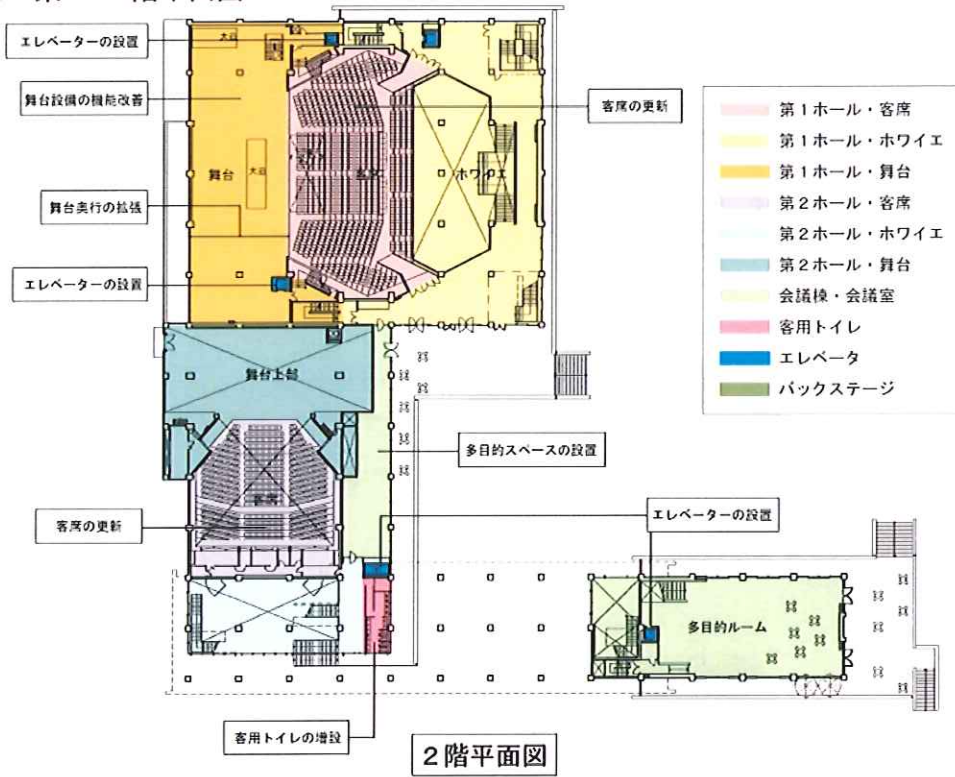 エレベーターの設置
舞台設備の機能改善
舞台奥行の拡張
エレベーターの設置
客席の更新
大迫
舞台
大迫
客席
ホワイエ
第1ホール・客席
第1ホール・ホワイエ
第1ホール・舞台
第2ホール・客席
第2ホール・ホワイエ
第2ホール・舞台
会議棟・会議室
客用トイレ
エレベータ
バックステージ
舞台上部
多目的スペースの設置
客席
客席の更新
エレベーターの設置
多目的ルーム
客用トイレの増設
2階平面図